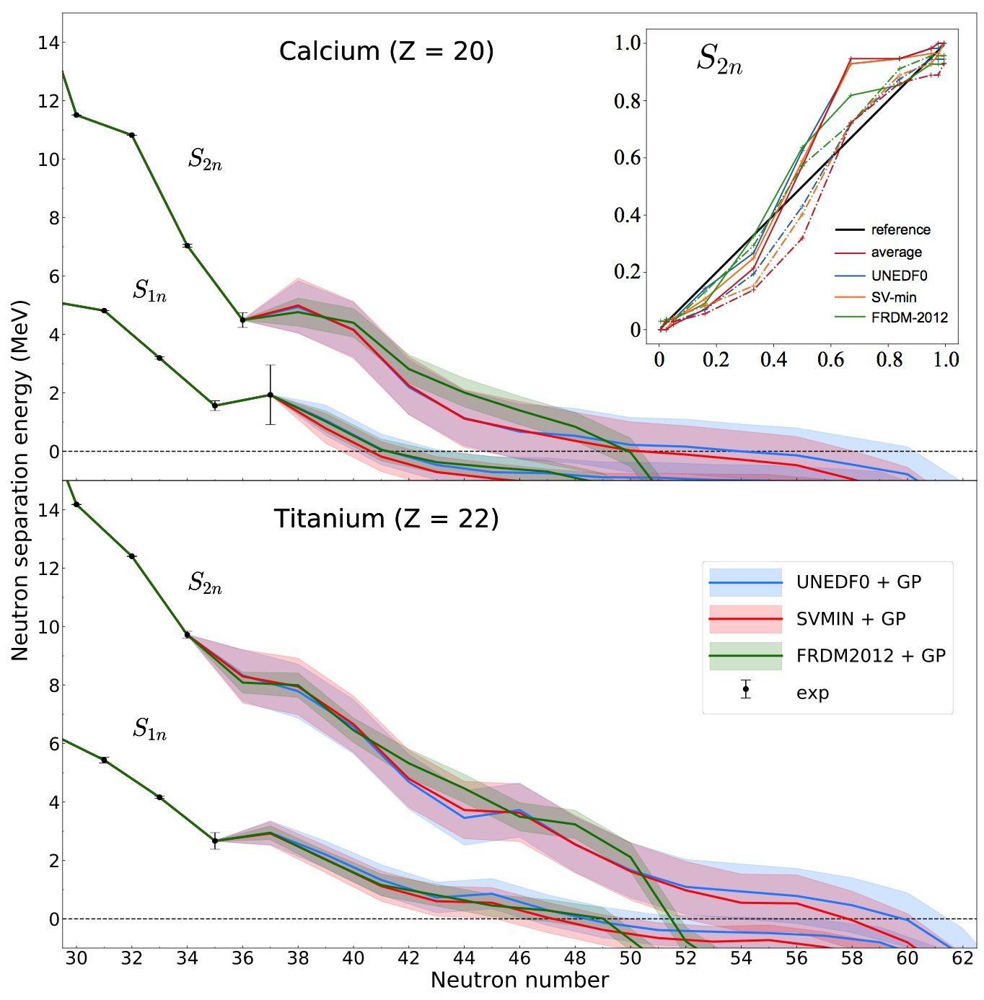 Calcium (Z = 20)
S2n
14
12
10
8
6
4
2
0
S2n
S1n
1.0
0.8
0.6
0.4
0.2
0
0
0.2
0.4
0.6
0.8
1.0
reference
average
UNEDF0
SV-min
FRDM-2012
Neutron separation energy (MeV)
Titanium (Z = 22)
14
12
10
8
6
4
2
0
S2n
S1n
UNEDF0 + GP
SVMIN + GP
FRDM2012 + GP
exp
30 32 34 36 38 40 42 44 46 48 50 52 54 56 58 60 62
Neutron number